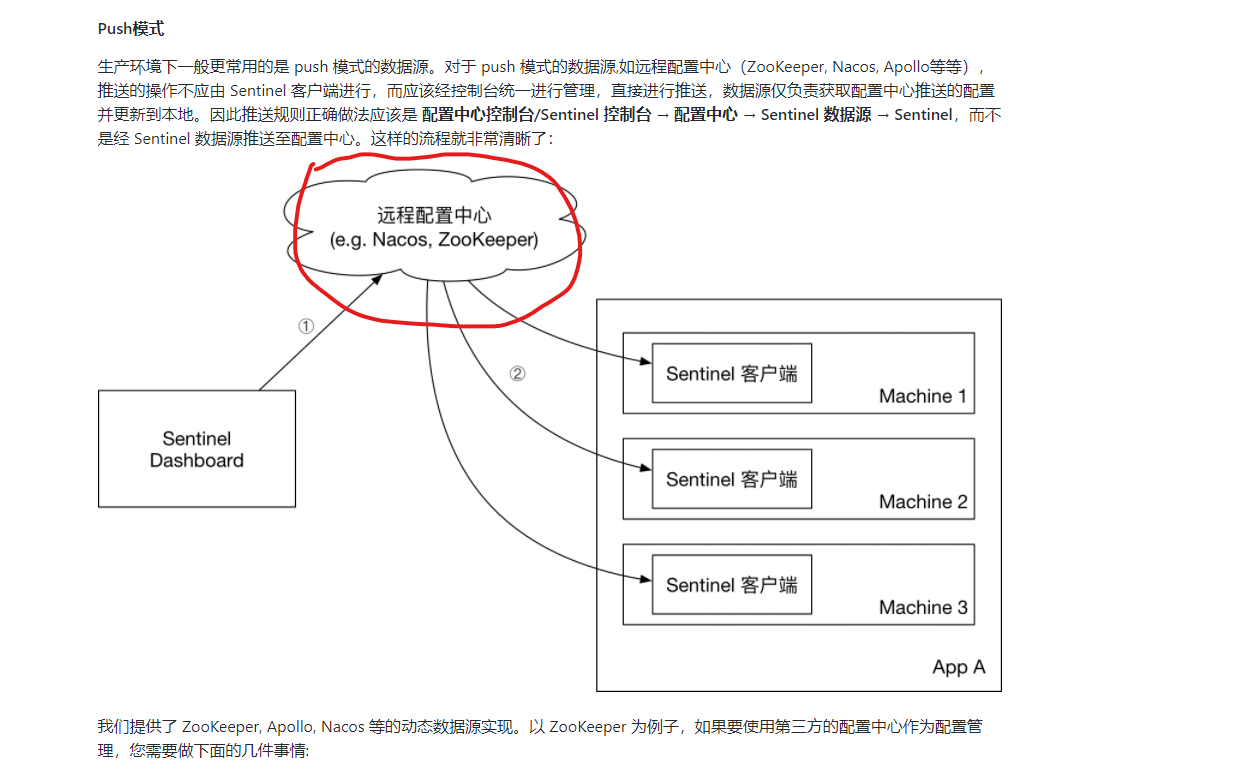 Push模式
生产环境下一般更常用的是 push 模式的数据源。对于 push 模式的数据源,如远程配置中心（ZooKeeper, Nacos, Apollo等等），
推送的操作不应由 Sentinel 客户端进行，而应该经控制台统一进行管理，直接进行推送，数据源仅负责获取配置中心推送的配置
并更新到本地。因此推送规则正确做法应该是 配置中心控制台/Sentinel 控制台 → 配置中心 → Sentinel 数据源 → Sentinel，而不
是经 Sentinel 数据源推送至配置中心。这样的流程就非常清晰了：
远程配置中心
(e.g. Nacos, ZooKeeper)
①
②
Sentinel
Dashboard
Sentinel 客户端
Machine 1
Sentinel 客户端
Machine 2
Sentinel 客户端
Machine 3
App A
我们提供了 ZooKeeper, Apollo, Nacos 等的动态数据源实现。以 ZooKeeper 为例子，如果要使用第三方的配置中心作为配置管
理，您需要做下面的几件事情: